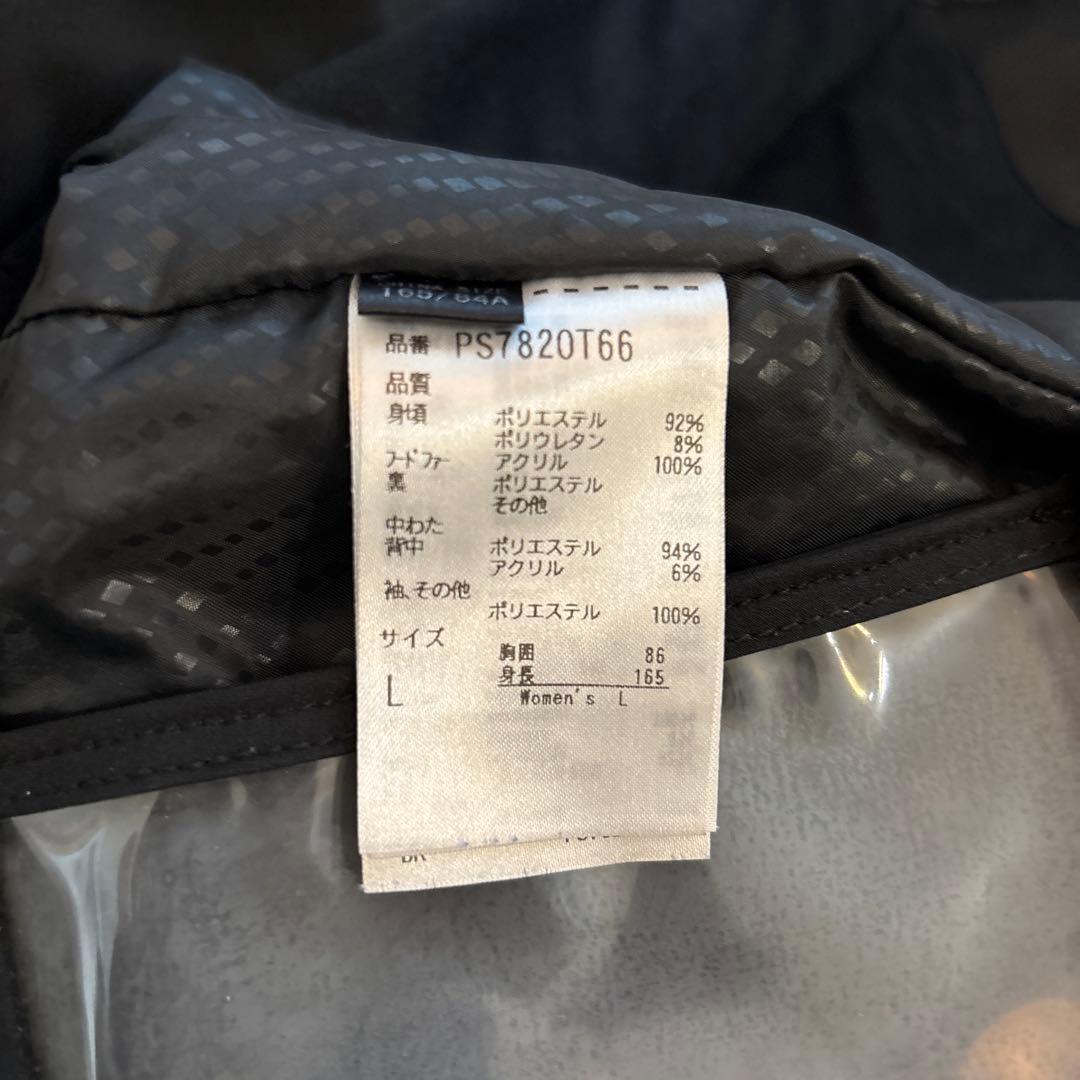 165/84A
品番 PS7820T66
品質
身頃 ポリエステル 92%
ポリウレタン 8%
フードファー アクリル 100%
裏 ポリエステル
その他
中わた
背中 ポリエステル 94%
アクリル 6%
袖、その他
ポリエステル 100%
サイズ
胸囲 86
L 身長 165
Women's L